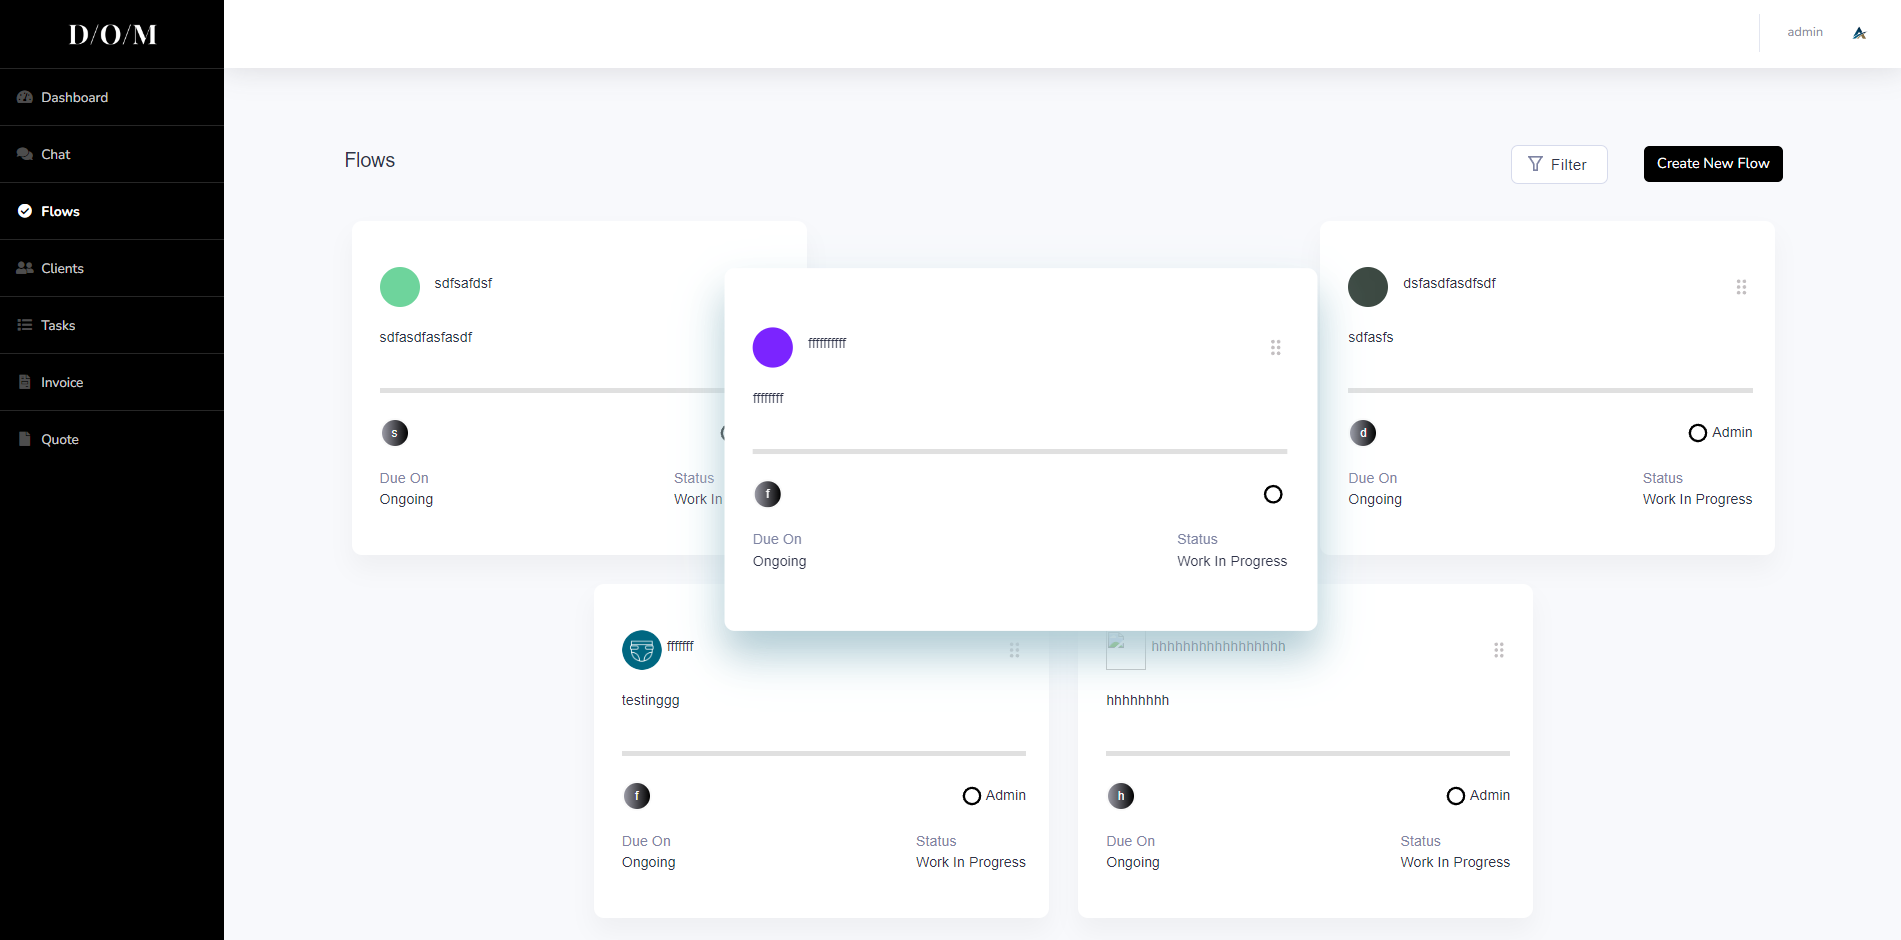 D/O/M
admin
Dashboard
Chat
Flows
Clients
Tasks
Invoice
Quote
Flows
Filter
Create New Flow
sdfsafdsf
sdfasdfasfasdf
s
Due On
Ongoing
Status
Work In
ffffffffff
ffffffff
f
Due On
Ongoing
Status
Work In Progress
dsfasdfasdfsdf
sdfasfs
d
Admin
Due On
Ongoing
Status
Work In Progress
fffffff
testinggg
f
Admin
Due On
Ongoing
Status
Work In Progress
hhhhhhhhhhhhhhhhh
hhhhhhhh
h
Admin
Due On
Ongoing
Status
Work In Progress